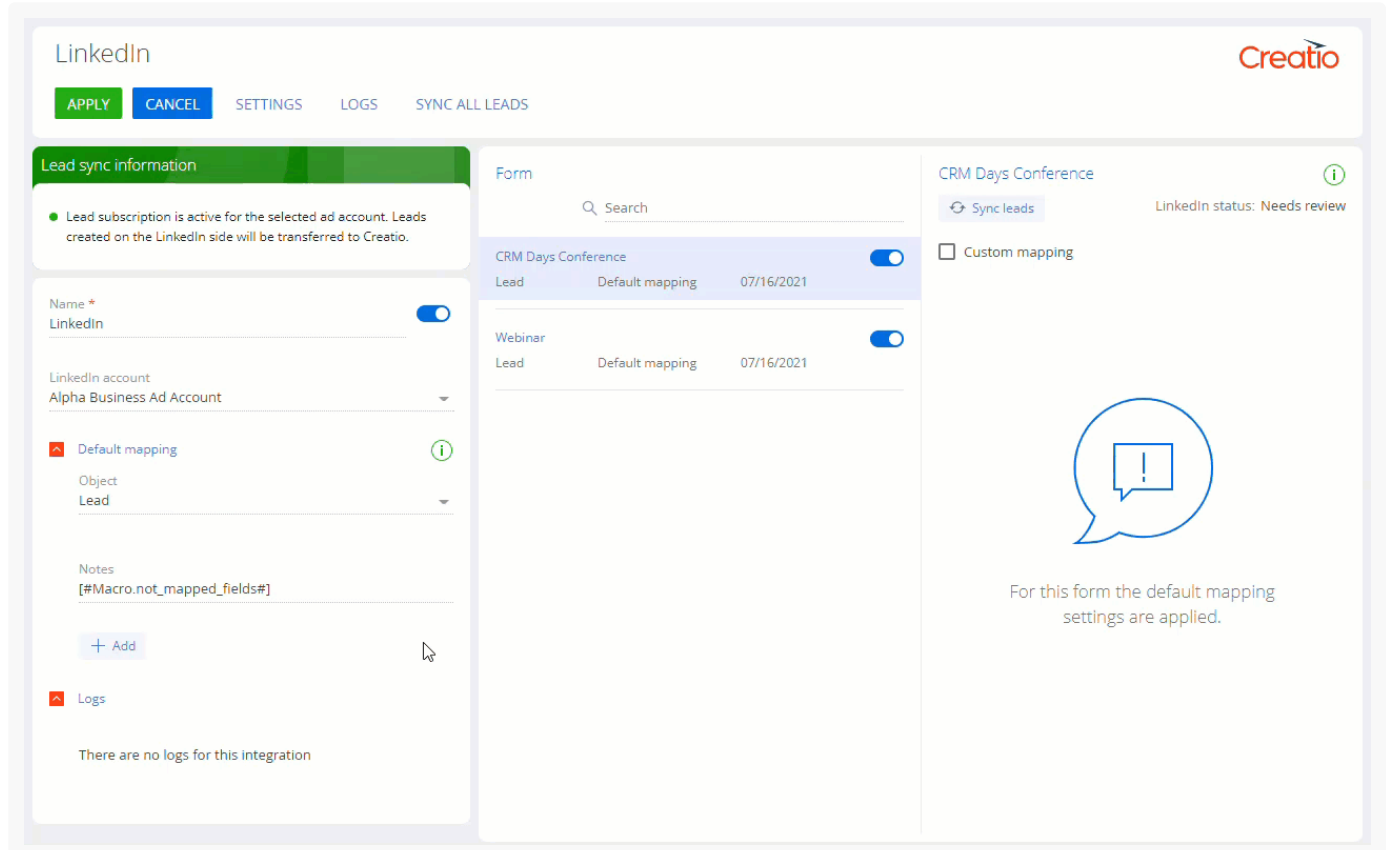 LinkedIn
Creatio
APPLY CANCEL SETTINGS LOGS SYNC ALL LEADS
Lead sync information
Lead subscription is active for the selected ad account. Leads
created on the LinkedIn side will be transferred to Creatio.
Name *
LinkedIn
LinkedIn account
Alpha Business Ad Account
Default mapping
Object
Lead
Notes
[#Macro.not_mapped_fields#]
+ Add
Logs
There are no logs for this integration
Form
Search
CRM Days Conference
Lead Default mapping 07/16/2021
Webinar
Lead Default mapping 07/16/2021
CRM Days Conference
Sync leads LinkedIn status: Needs review
Custom mapping
For this form the default mapping
settings are applied.